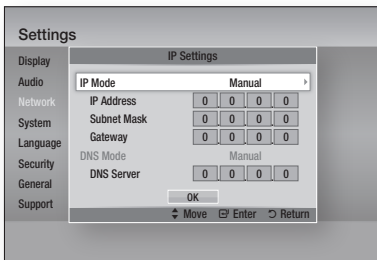 Settings
Display
Audio
Network
System
Language
Security
General
Support
IP Settings
IP Mode Manual
IP Address 0 0 0 0
Subnet Mask 0 0 0 0
Gateway 0 0 0 0
DNS Mode Manual
DNS Server 0 0 0 0
OK
Move Enter Return